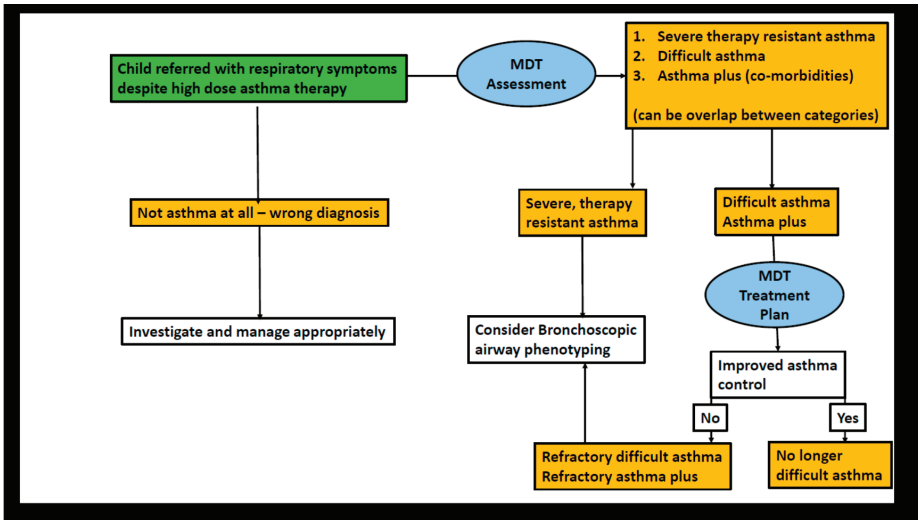 Child referred with respiratory symptoms
despite high dose asthma therapy
MDT
Assessment
1. Severe therapy resistant asthma
2. Difficult asthma
3. Asthma plus (co-morbidities)
(can be overlap between categories)
Not asthma at all – wrong diagnosis
Severe, therapy
resistant asthma
Difficult asthma
Asthma plus
MDT
Treatment
Plan
Investigate and manage appropriately
Consider Bronchoscopic
airway phenotyping
Improved asthma
control
No
Yes
Refractory difficult asthma
Refractory asthma plus
No longer
difficult asthma